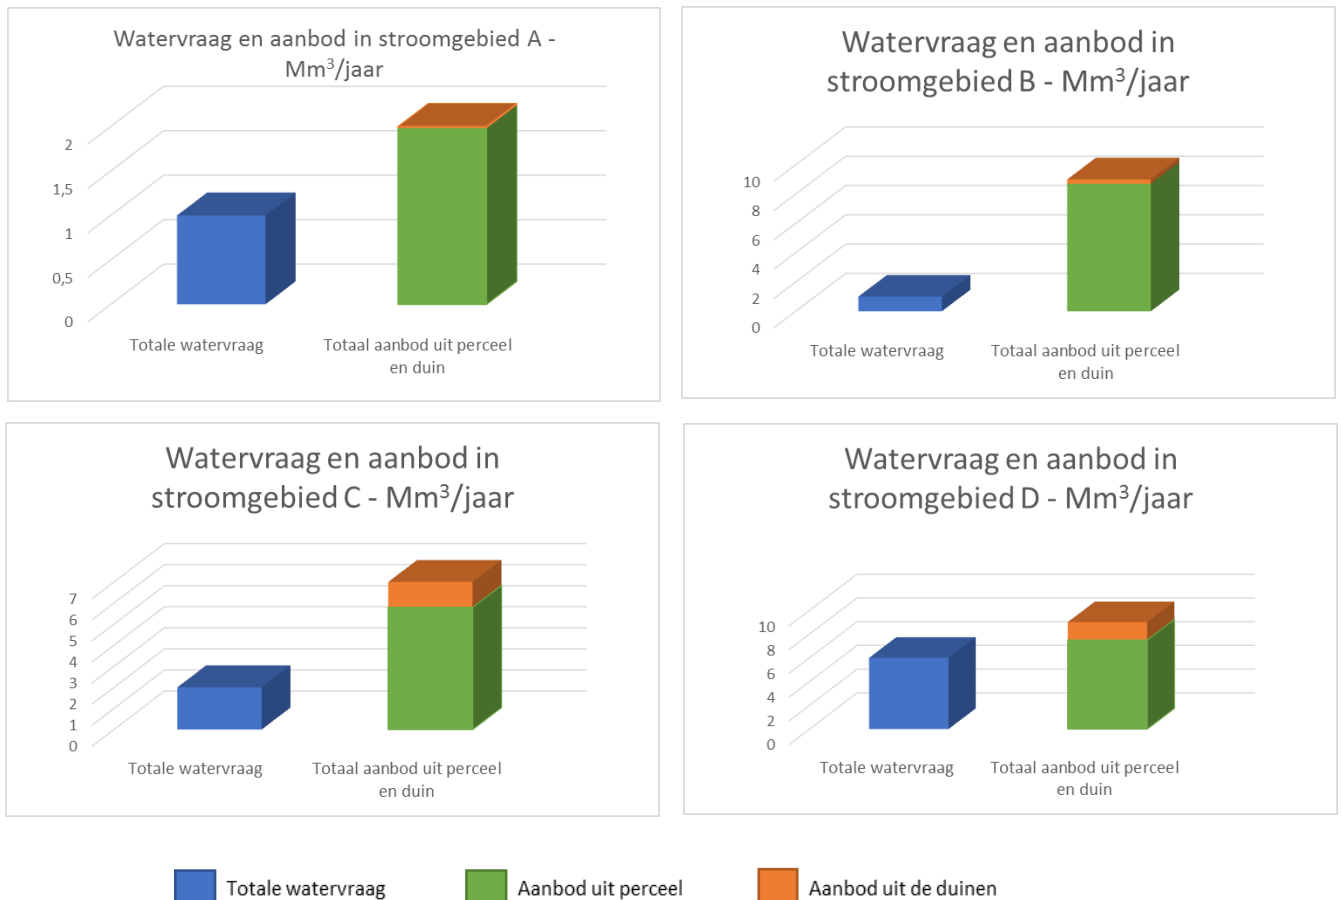 Watervraag en aanbod in stroomgebied A -
Mm³/jaar
2
1,5
1
0,5
0
Totale watervraag
Totaal aanbod uit perceel
en duin
Watervraag en aanbod in
stroomgebied B - Mm³/jaar
10
8
6
4
2
0
Totale watervraag
Totaal aanbod uit perceel
en duin
Watervraag en aanbod in
stroomgebied C - Mm³/jaar
7
6
5
4
3
2
1
0
Totale watervraag
Totaal aanbod uit perceel
en duin
Watervraag en aanbod in
stroomgebied D - Mm³/jaar
10
8
6
4
2
0
Totale watervraag
Totaal aanbod uit perceel
en duin
Totale watervraag
Aanbod uit perceel
Aanbod uit de duinen